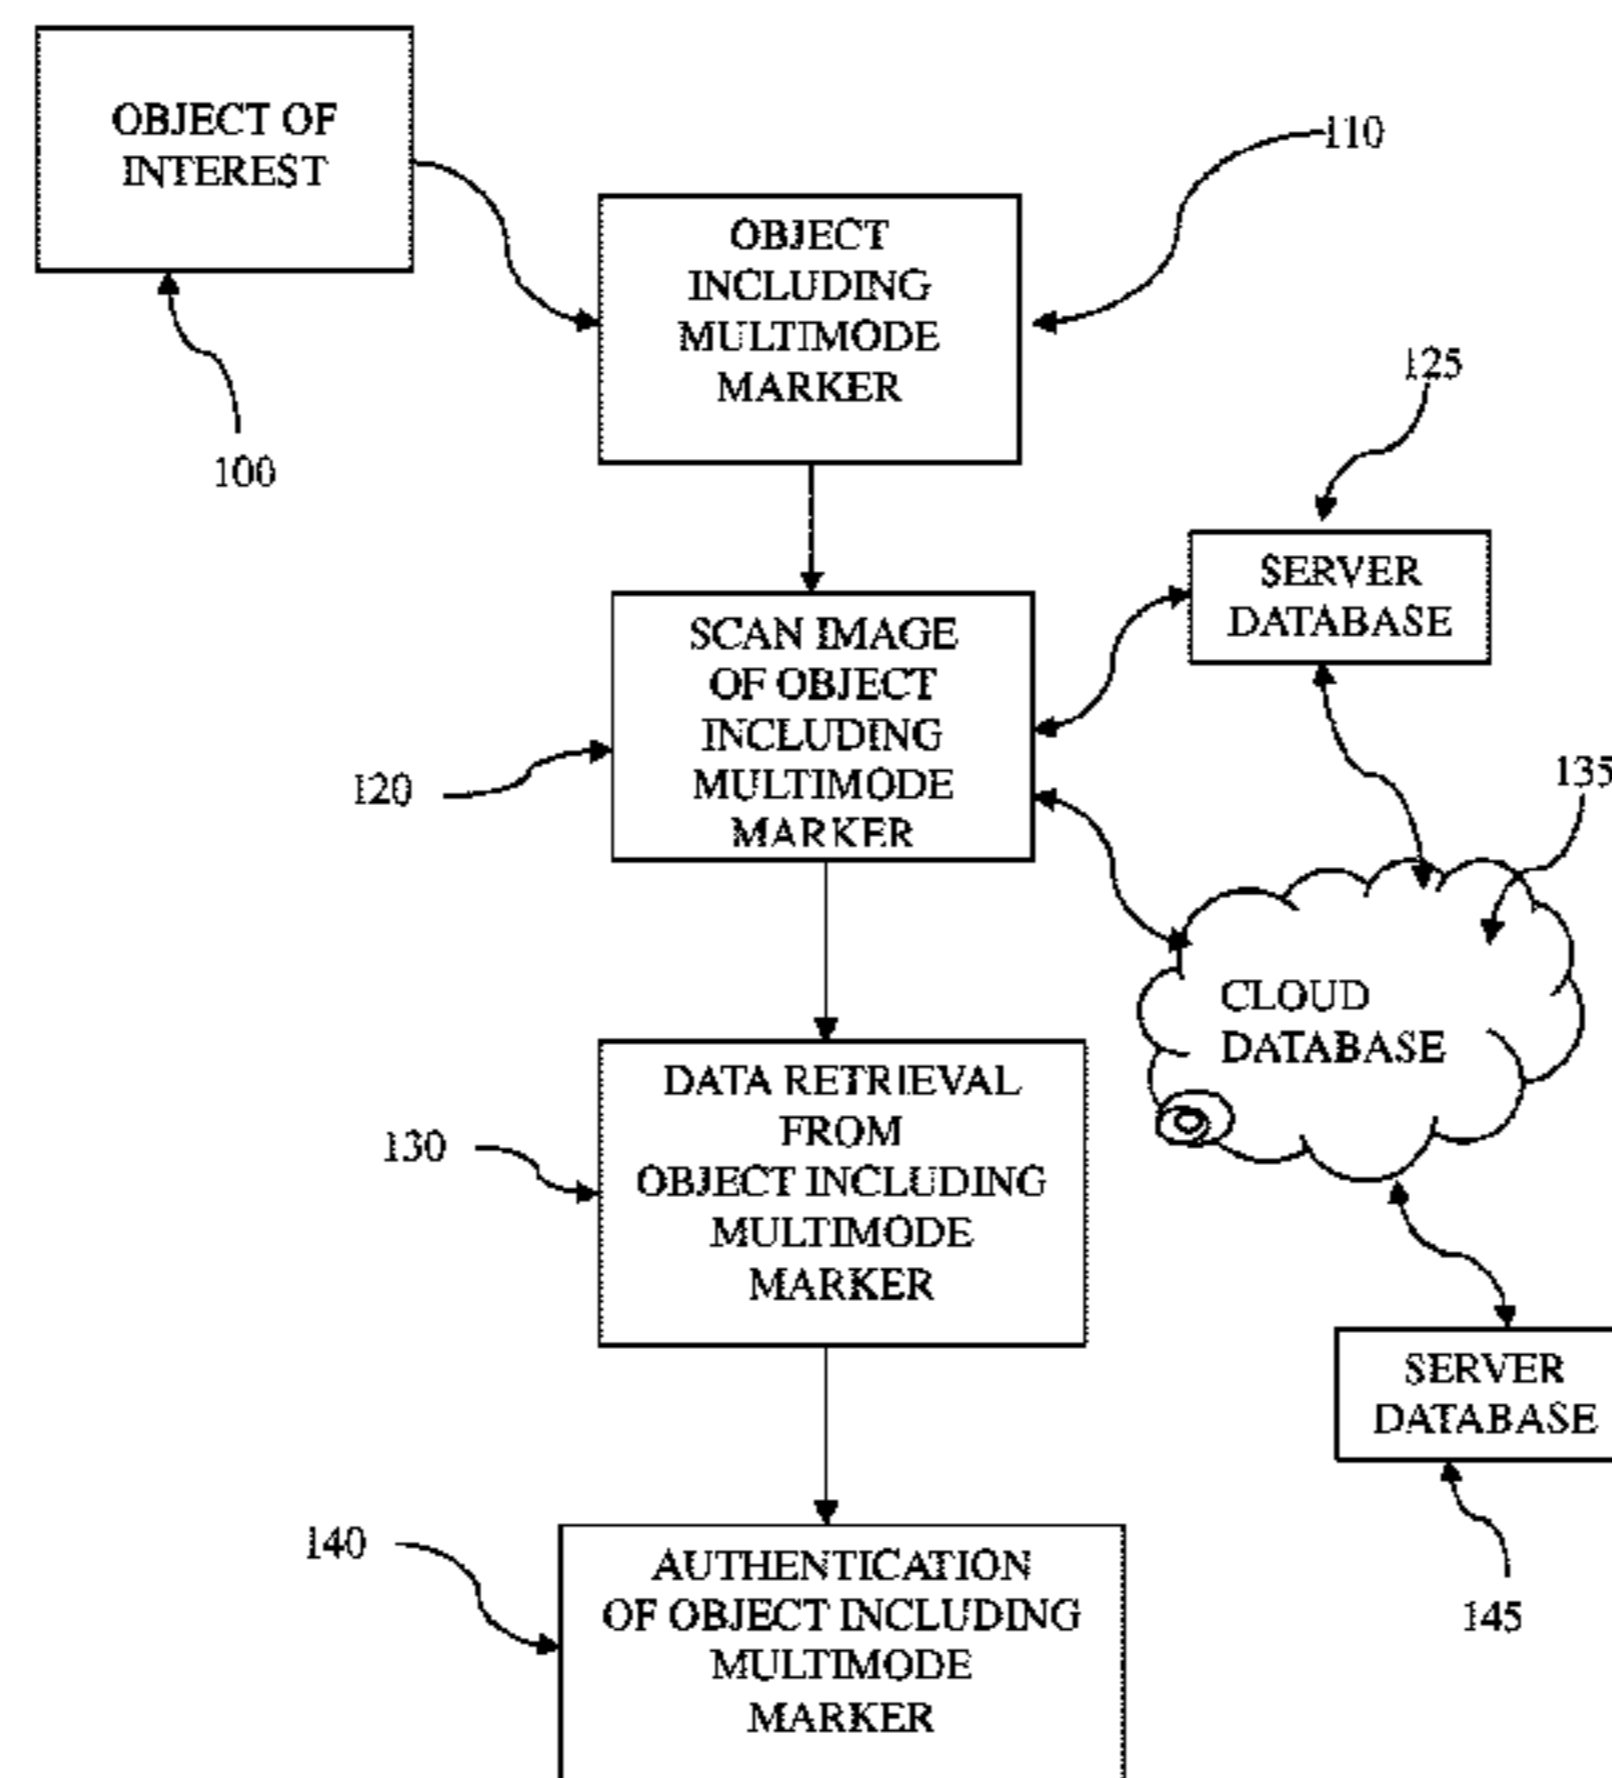 OBJECT OF
INTEREST
100
110
OBJECT
INCLUDING
MULTIMODE
MARKER
125
SERVER
DATABASE
SCAN IMAGE
OF OBJECT
INCLUDING
MULTIMODE
MARKER
120
135
CLOUD
DATABASE
DATA RETRIEVAL
FROM
OBJECT INCLUDING
MULTIMODE
MARKER
130
SERVER
DATABASE
145
140
AUTHENTICATION
OF OBJECT INCLUDING
MULTIMODE
MARKER